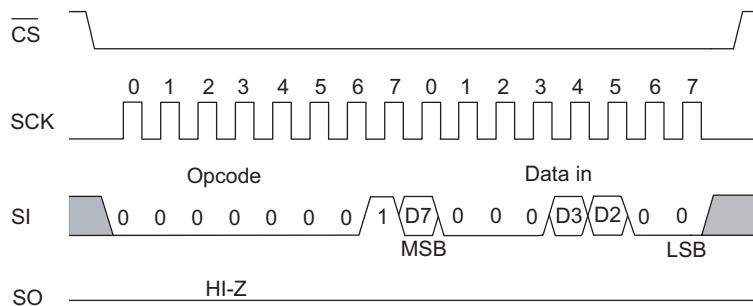 CS
0 1 2 3 4 5 6 7 0 1 2 3 4 5 6 7
SCK
Opcode Data in
SI 0 0 0 0 0 0 0 1 D7 0 0 0 D3 D2 0 0
MSB LSB
HI-Z
SO